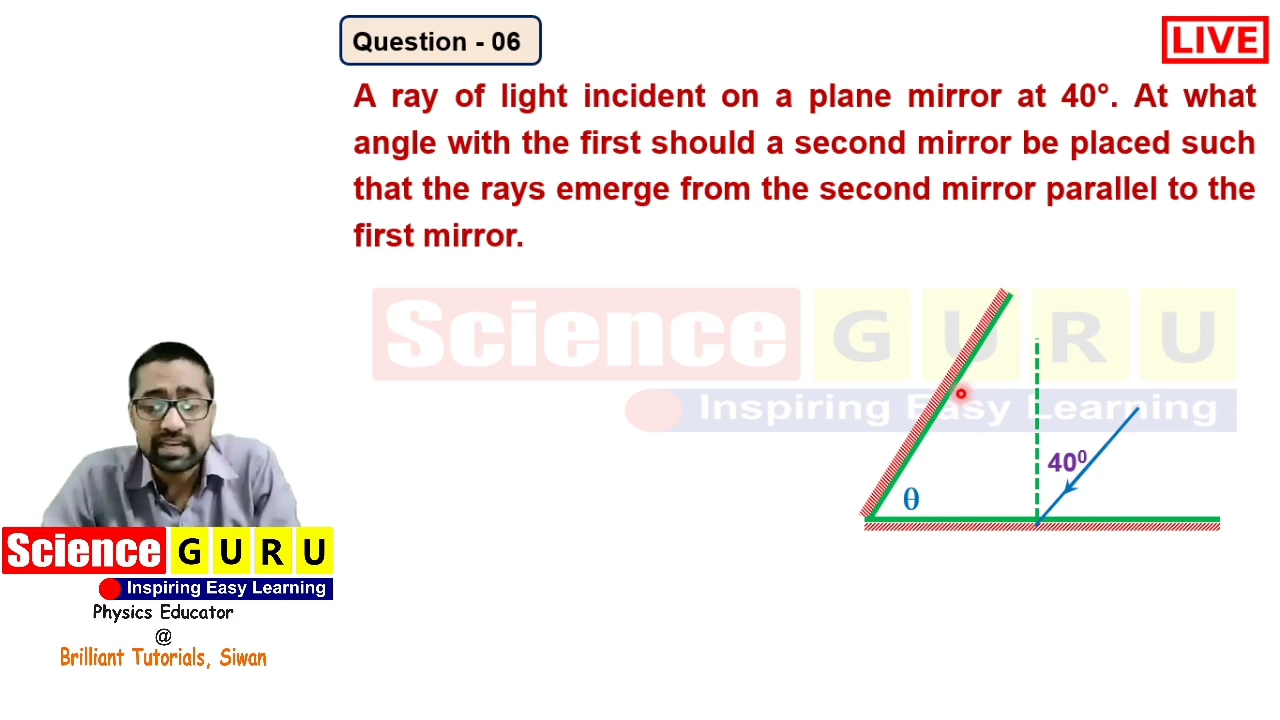 Question - 06
LIVE
A ray of light incident on a plane mirror at 40°. At what
angle with the first should a second mirror be placed such
that the rays emerge from the second mirror parallel to the
first mirror.
Science GURU
Inspiring Easy Learning
40⁰
θ
Science GURU
Inspiring Easy Learning
Physics Educator
@
Brilliant Tutorials, Siwan